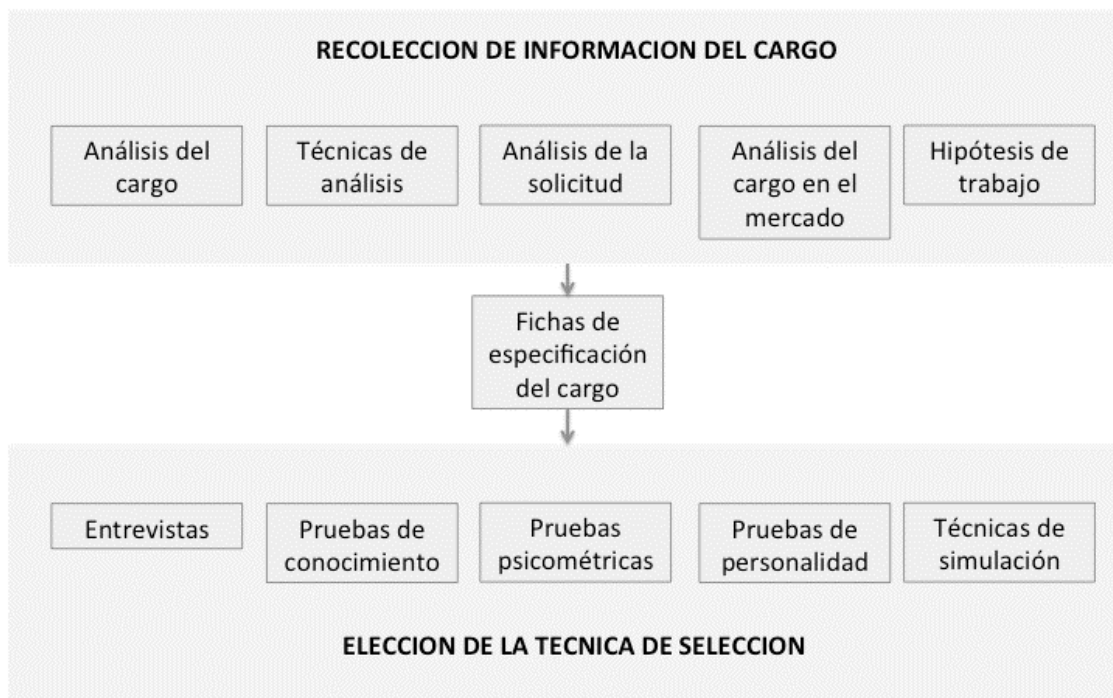 RECOLECCION DE INFORMACION DEL CARGO
Análisis del
cargo
Técnicas de
análisis
Análisis de la
solicitud
Análisis del
cargo en el
mercado
Hipótesis de
trabajo
Fichas de
especificación
del cargo
Entrevistas
Pruebas de
conocimiento
Pruebas
psicométricas
Pruebas de
personalidad
Técnicas de
simulación
ELECCION DE LA TECNICA DE SELECCION